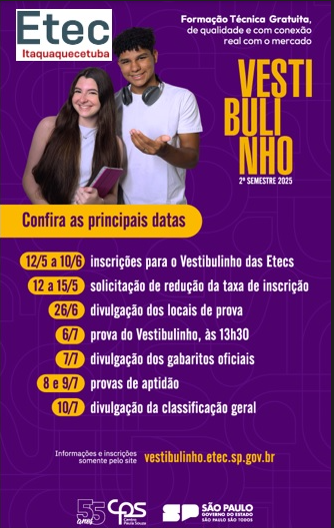 Etec
Itaquaquecetuba
Formação Técnica Gratuita,
de qualidade e com conexão
real com o mercado
VESTI
BULI
NHO
2º SEMESTRE 2025
Confira as principais datas
12/5 a 10/6 inscrições para o Vestibulinho das Etecs
12 a 15/5 solicitação de redução da taxa de inscrição
26/6 divulgação dos locais de prova
6/7 prova do Vestibulinho, às 13h30
7/7 divulgação dos gabaritos oficiais
8 e 9/7 provas de aptidão
10/7 divulgação da classificação geral
Informações e inscrições
somente pelo site
vestibulinho.etec.sp.gov.br
55 anos
CPS
Centro
Paula Souza
SP
SÃO PAULO
GOVERNO DO ESTADO
SÃO PAULO SÃO TODOS